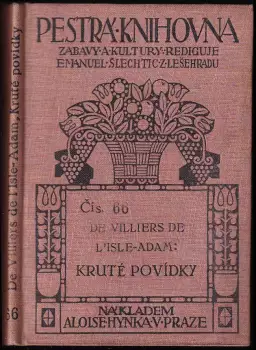 PESTRÁ·KNIHOVNA
ZÁBAVY·A·KULTURY·REDIGUJE
EMANUEL·ŠLECHTIC·Z·LEŠEHRADU
Čís. 66
DE VILLIERS DE
L'ISLE-ADAM:
KRUTÉ POVÍDKY
NÁKLADEM
ALOISE·HYNKA·V·PRAZE
De Villiers de l'Isle-Adam, Kruté povídky
66